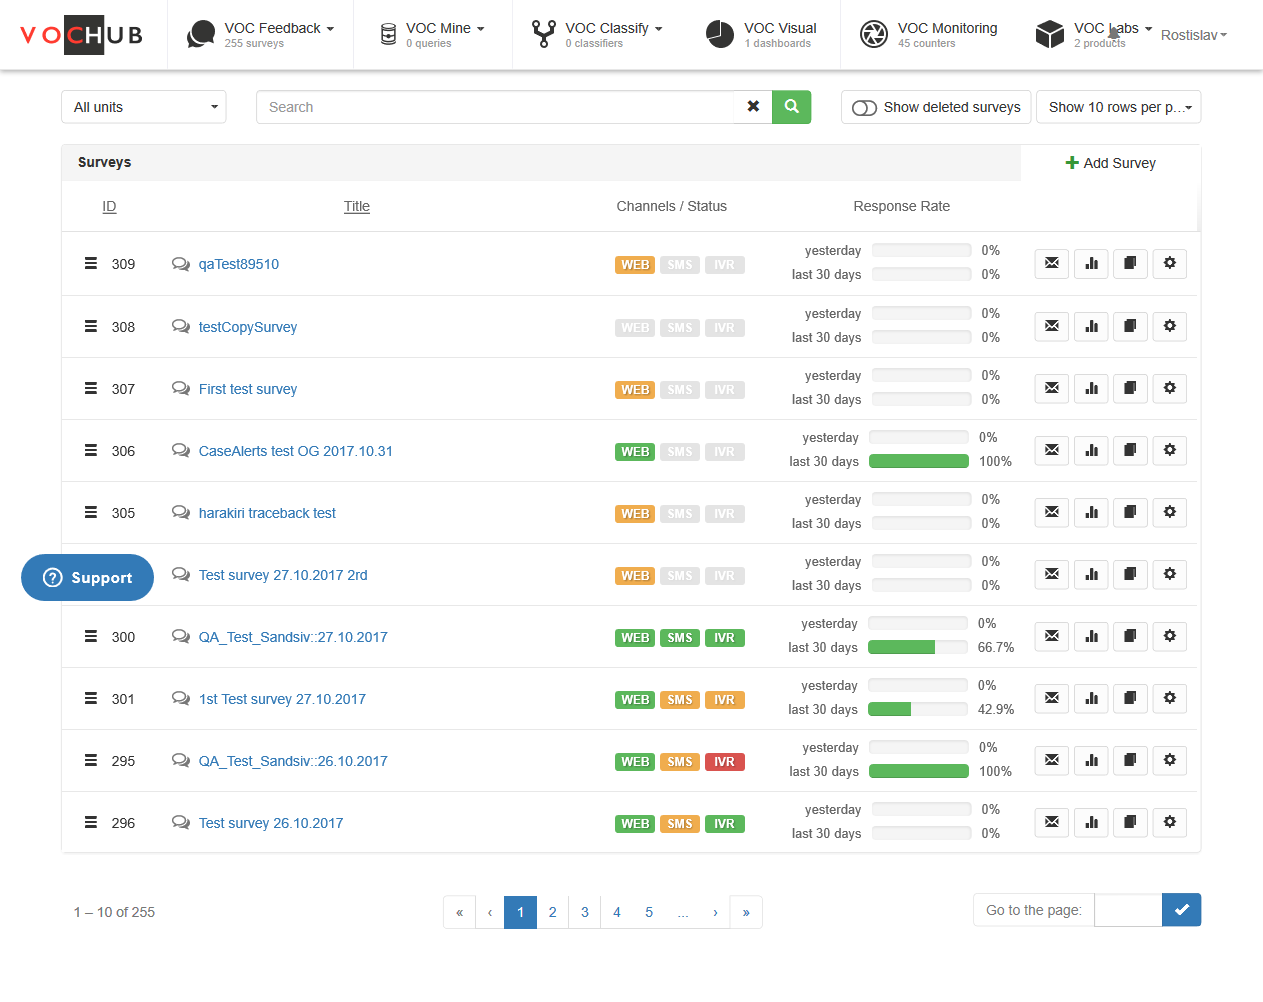 VOCHUB
VOC Feedback
255 surveys
VOC Mine
0 queries
VOC Classify
0 classifiers
VOC Visual
1 dashboards
VOC Monitoring
45 counters
VOC Labs
2 products
Rostislav
All units
Search
Show deleted surveys
Show 10 rows per p...
Surveys
Add Survey
ID Title Channels / Status Response Rate
309 qaTest89510 WEB SMS IVR
yesterday 0%
last 30 days 0%
308 testCopySurvey WEB SMS IVR
yesterday 0%
last 30 days 0%
307 First test survey WEB SMS IVR
yesterday 0%
last 30 days 0%
306 CaseAlerts test OG 2017.10.31 WEB SMS IVR
yesterday 0%
last 30 days 100%
305 harakiri traceback test WEB SMS IVR
yesterday 0%
last 30 days 0%
Support
Test survey 27.10.2017 2rd WEB SMS IVR
yesterday 0%
last 30 days 0%
300 QA_Test_Sandsiv::27.10.2017 WEB SMS IVR
yesterday 0%
last 30 days 66.7%
301 1st Test survey 27.10.2017 WEB SMS IVR
yesterday 0%
last 30 days 42.9%
295 QA_Test_Sandsiv::26.10.2017 WEB SMS IVR
yesterday 0%
last 30 days 100%
296 Test survey 26.10.2017 WEB SMS IVR
yesterday 0%
last 30 days 0%
1 – 10 of 255
« ‹ 1 2 3 4 5 ... › »
Go to the page: